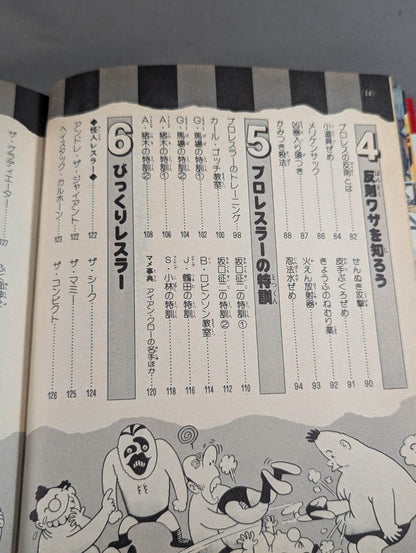 14
4 反則ワザを知ろう
プロレスの反則とは 82
小道具ぜめ 84
メリケンサック 86
凶器入り頭つき 87
かみつき殺法 88
せんぬき攻撃 90
皮手ぶくろぜめ 91
きょうふのねむり薬 92
火えん放射器 93
忍法水ぜめ 94
5 プロレスラーの特訓
プロレスラーのトレーニング 98
カール・ゴッチ教室 100
G・馬場の特訓① 102
G・馬場の特訓② 104
A・猪木の特訓① 106
A・猪木の特訓② 108
坂口征二の特訓① 110
坂口征二の特訓② 112
B・ロビンソン教室 114
J・鶴田の特訓 116
S・小林の特訓 118
マメ事典 アイアン・クローの名手ほか 120
6 びっくりレスラー
◆怪人レスラー◆
アンドレ・ザ・ジャイアント 122
ヘイスタック・カルホーン 123
ザ・シーク 124
ザ・マミー 125
ザ・コンビクト 126
ザ・グラディエーター 127